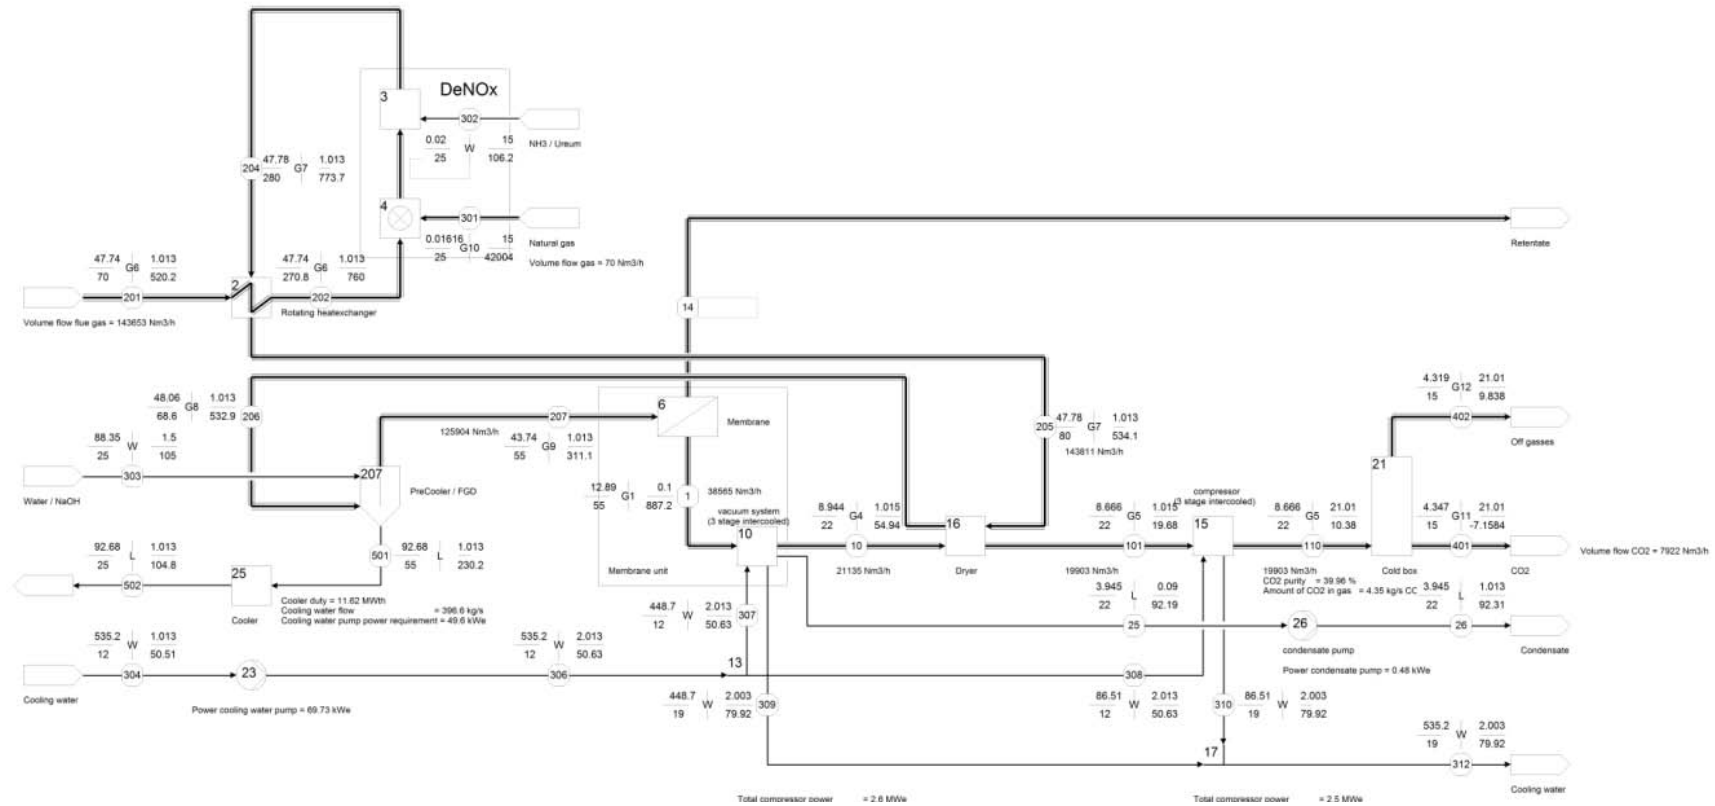 DeNOx
3
302
NH3 / Ureum
0.02 W 15
25 106.2
47.78 G7 1.013
204
280 773.7
4
301
Natural gas
0.01616 G10 15
25 42004
Volume flow gas = 70 Nm3/h
Retentate
47.74 G6 1.013
70 520.2
201
2
47.74 G6 1.013
270.8 760
202
Rotating heatexchanger
Volume flow flue gas = 143653 Nm3/h
14
48.06 G8 1.013
68.6 532.9
206
207
125904 Nm3/h
43.74 G9 1.013
55 311.1
6
Membrane
205
47.78 G7 1.013
80 534.1
143811 Nm3/h
4.319 G12 21.01
15 9.838
402
Off gasses
88.35 W 1.5
25 105
303
Water / NaOH
207
PreCooler / FGD
12.89 G1 0.1
55 887.2
1
38565 Nm3/h
vacuum system
(3 stage intercooled)
10
Membrane unit
8.944 G4 1.015
22 54.94
10
21135 Nm3/h
16
Dryer
8.666 G5 1.015
22 19.68
101
19903 Nm3/h
compressor
(3 stage intercooled)
15
8.666 G5 21.01
22 10.38
110
19903 Nm3/h
CO2 purity = 39.96 %
Amount of CO2 in gas = 4.35 kg/s CC
21
Cold box
4.347 G11 21.01
15 -7.1584
401
CO2
Volume flow CO2 = 7922 Nm3/h
92.68 L 1.013
25 104.8
502
501
92.68 L 1.013
55 230.2
25
Cooler
Cooler duty = 11.62 MWth
Cooling water flow = 396.6 kg/s
Cooling water pump power requirement = 49.6 kWe
448.7 W 2.013
12 50.63
307
3.945 L 0.09
22 92.19
25
26
condensate pump
Power condensate pump = 0.48 kWe
3.945 L 1.013
22 92.31
26
Condensate
535.2 W 1.013
12 50.51
304
Cooling water
23
Power cooling water pump = 69.73 kWe
535.2 W 2.013
12 50.63
306
13
308
448.7 W 2.003
19 79.92
309
86.51 W 2.013
12 50.63
310
86.51 W 2.003
19 79.92
17
535.2 W 2.003
19 79.92
312
Cooling water
Total compressor power = 2.6 MWe
Total compressor power = 2.5 MWe